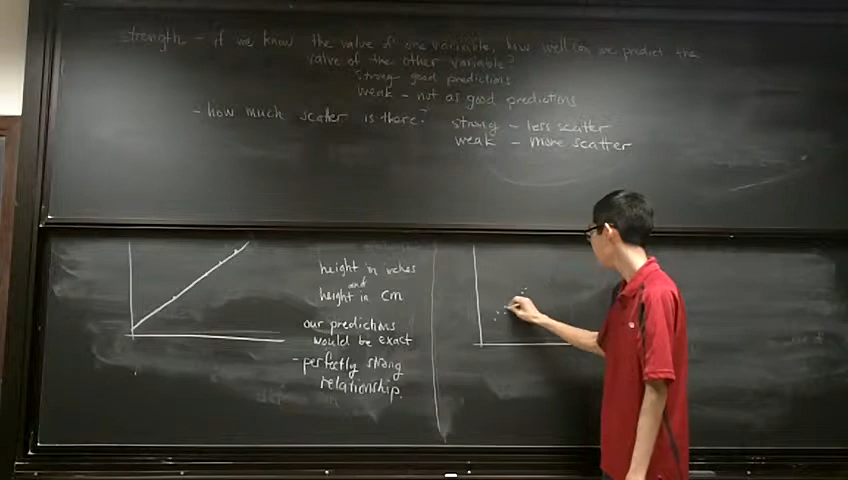 strength - if we know the value of one variable, how well can we predict the
value of the other variable?
strong - good predictions
weak - not as good predictions
- how much scatter is there?
strong - less scatter
weak - more scatter
height in inches
and
height in cm
our predictions
would be exact
- perfectly strong
relationship.